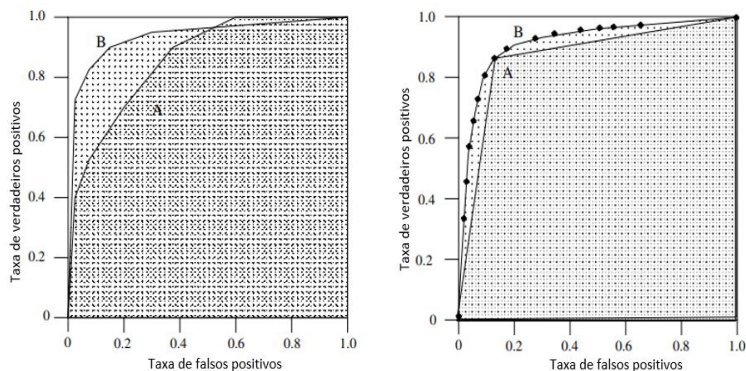 1.0
0.8
0.6
0.4
0.2
0
Taxa de verdadeiros positivos
B
A
0 0.2 0.4 0.6 0.8 1.0
Taxa de falsos positivos
1.0
0.8
0.6
0.4
0.2
0
Taxa de verdadeiros positivos
B
A
0 0.2 0.4 0.6 0.8 1.0
Taxa de falsos positivos